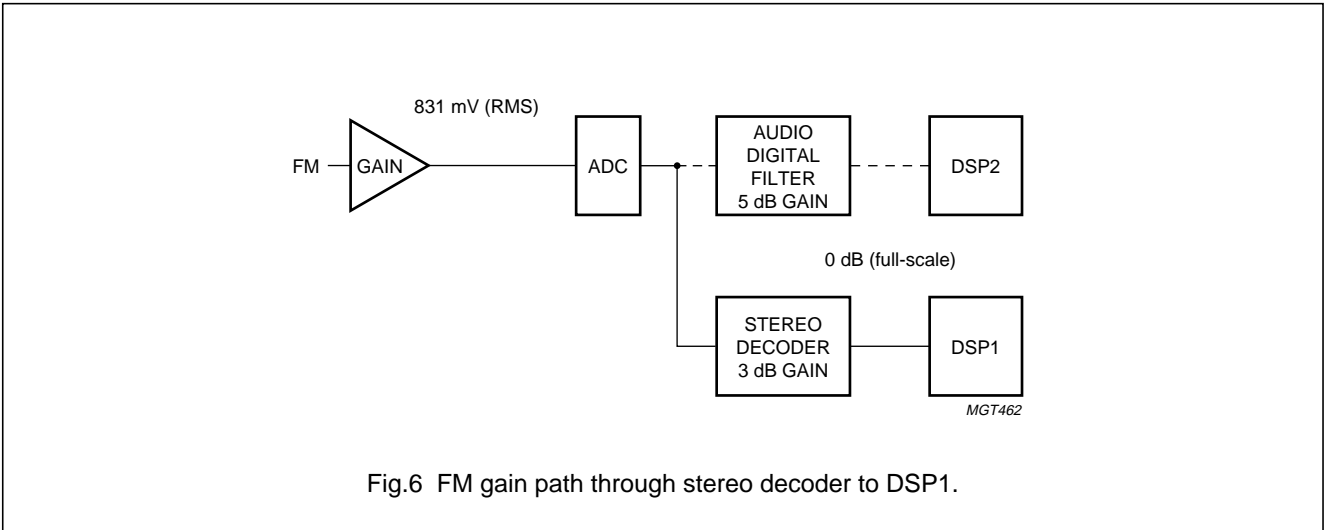 831 mV (RMS)
FM
GAIN
ADC
AUDIO
DIGITAL
FILTER
5 dB GAIN
DSP2
0 dB (full-scale)
STEREO
DECODER
3 dB GAIN
DSP1
MGT462
Fig.6 FM gain path through stereo decoder to DSP1.